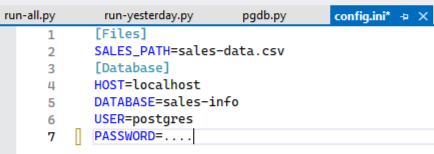 run-all.py run-yesterday.py pgdb.py config.ini*
1 [Files]
2 SALES_PATH=sales-data.csv
3 [Database]
4 HOST=localhost
5 DATABASE=sales-info
6 USER=postgres
7 PASSWORD=....